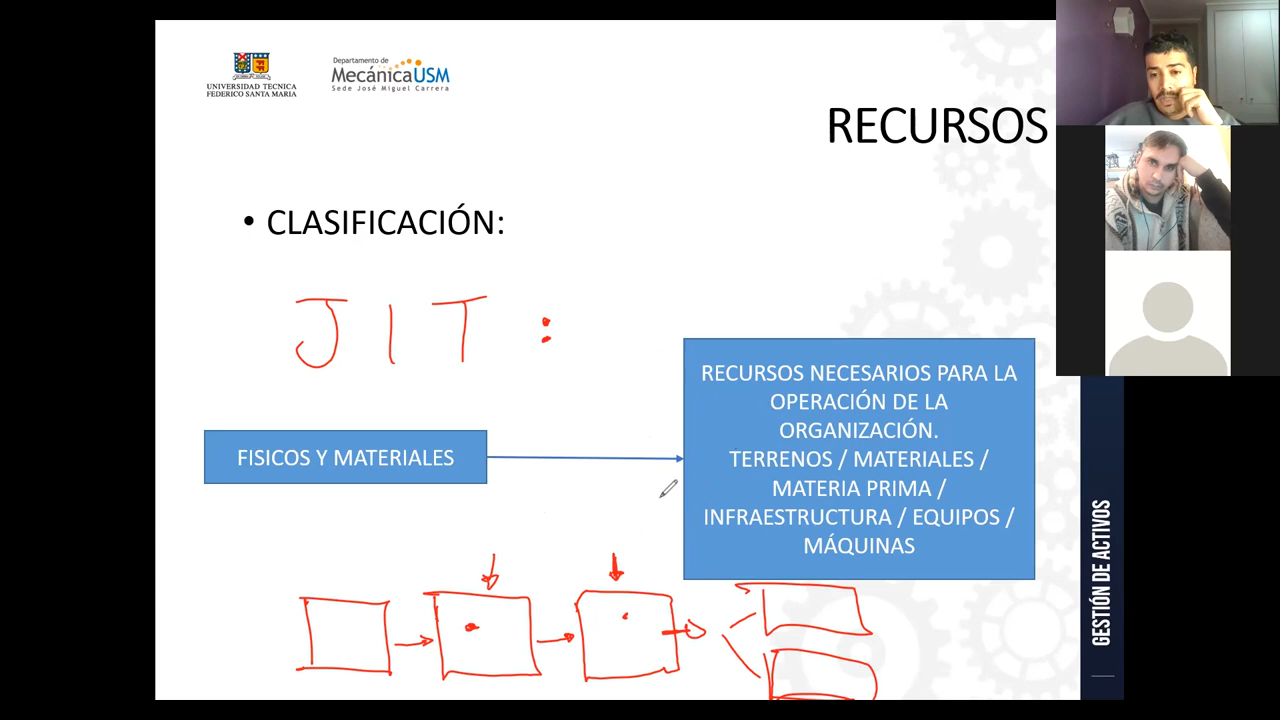 UNIVERSIDAD TECNICA
FEDERICO SANTA MARIA
Departamento de
MecánicaUSM
Sede José Miguel Carrera
RECURSOS
• CLASIFICACIÓN:
J I T :
FISICOS Y MATERIALES
RECURSOS NECESARIOS PARA LA
OPERACIÓN DE LA
ORGANIZACIÓN.
TERRENOS / MATERIALES /
MATERIA PRIMA /
INFRAESTRUCTURA / EQUIPOS /
MÁQUINAS
GESTIÓN DE ACTIVOS